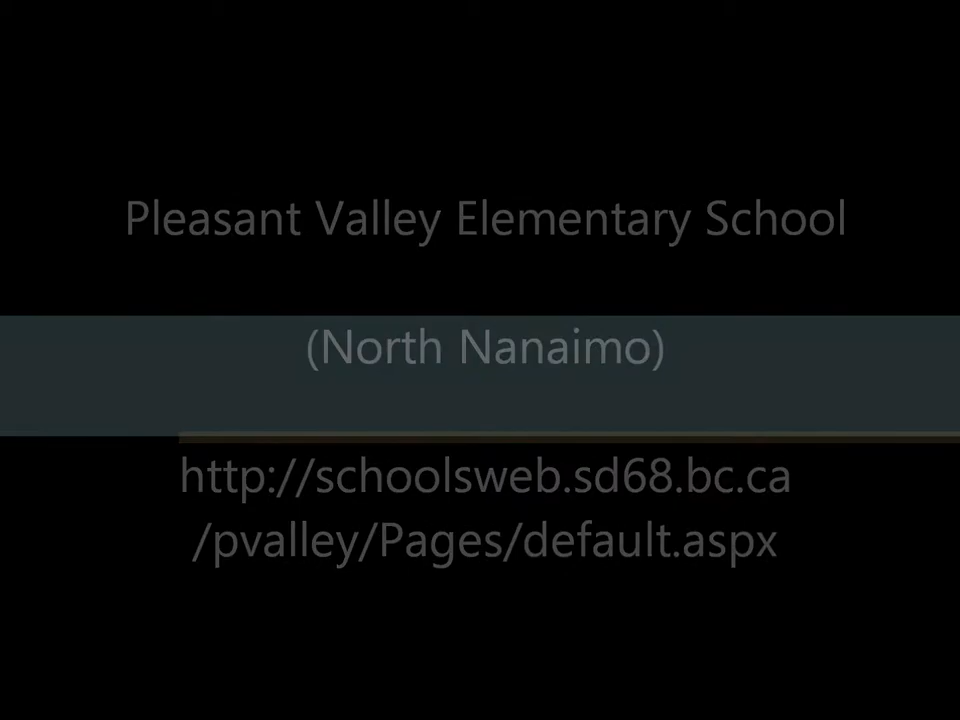 Pleasant Valley Elementary School
(North Nanaimo)
http://schoolsweb.sd68.bc.ca
/pvalley/Pages/default.aspx